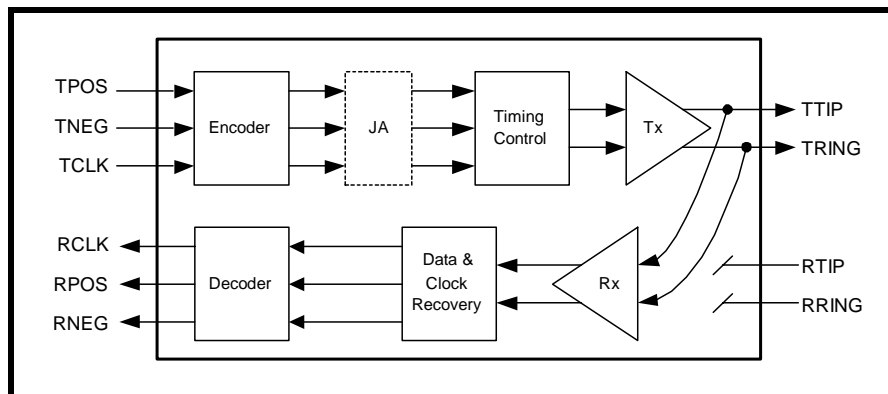 TPOS
TNEG
TCLK
Encoder
JA
Timing
Control
Tx
TTIP
TRING
RCLK
RPOS
RNEG
Decoder
Data &
Clock
Recovery
Rx
RTIP
RRING